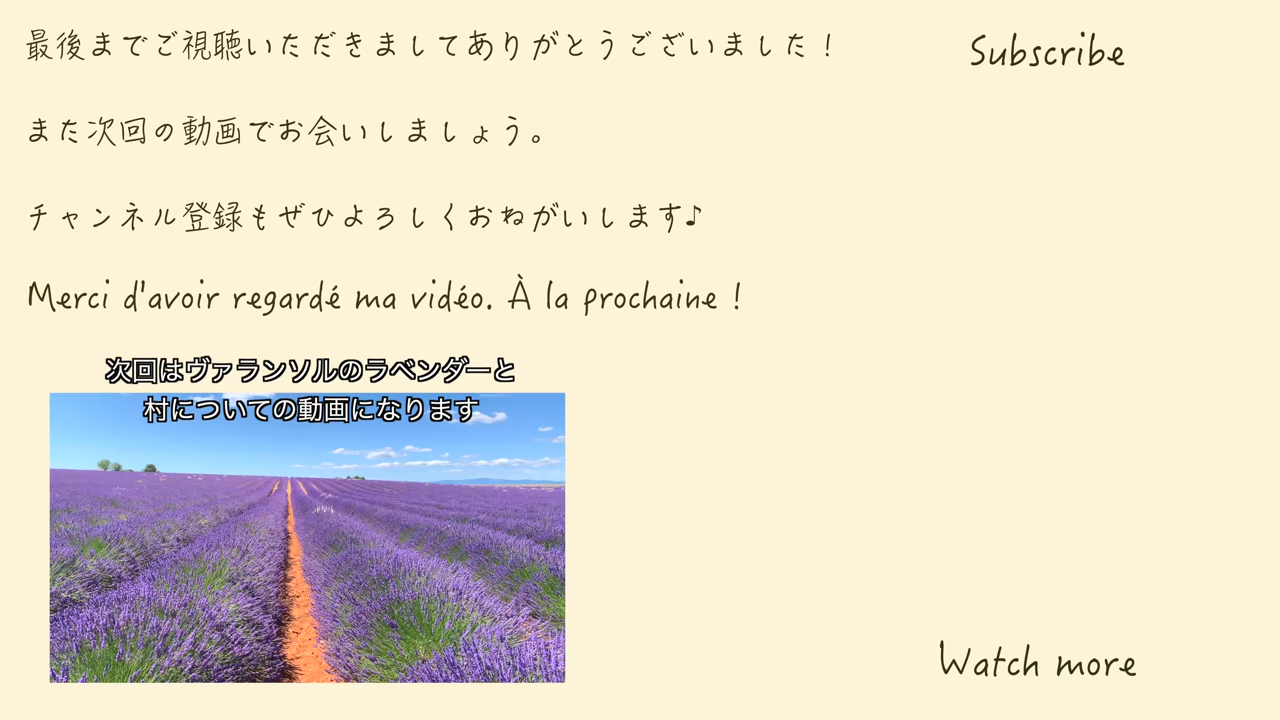 最後までご視聴いただきましてありがとうございました！
Subscribe
また次回の動画でお会いしましょう。
チャンネル登録もぜひよろしくおねがいします♪
Merci d'avoir regardé ma vidéo. À la prochaine !
次回はヴァランソルのラベンダーと
村についての動画になります
Watch more